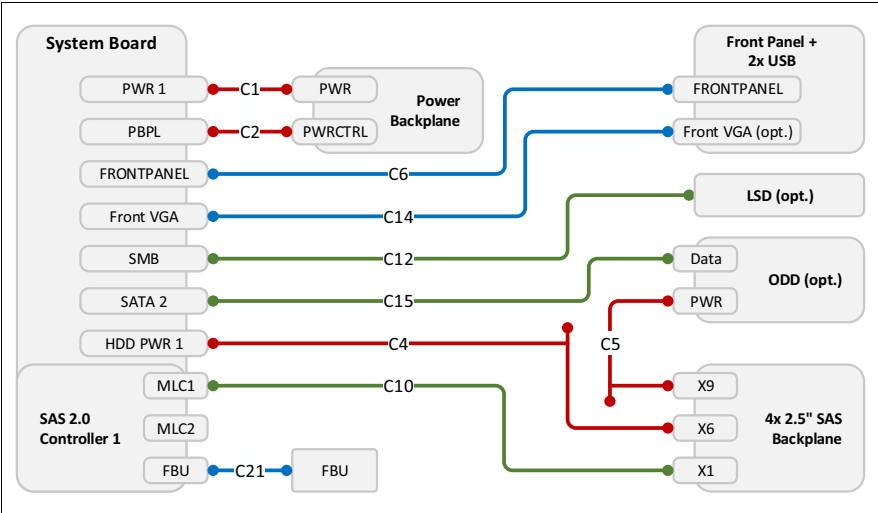 System Board
PWR 1
PBPL
FRONTPANEL
Front VGA
SMB
SATA 2
HDD PWR 1
SAS 2.0
Controller 1
MLC1
MLC2
FBU
C1
C2
C6
C14
C12
C15
C4
C5
C10
C21
PWR
PWRCTRL
Power
Backplane
FBU
Front Panel +
2x USB
FRONTPANEL
Front VGA (opt.)
LSD (opt.)
Data
PWR
ODD (opt.)
X9
X6
X1
4x 2.5" SAS
Backplane